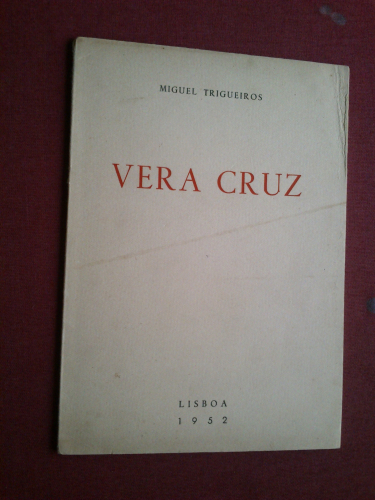 MIGUEL TRIGUEIROS
VERA CRUZ
LISBOA
1952